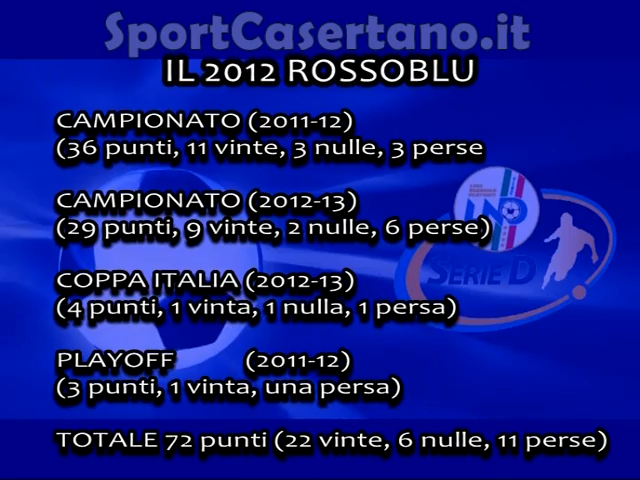 SportCasertano.it
IL 2012 ROSSOBLU
CAMPIONATO (2011-12)
(36 punti, 11 vinte, 3 nulle, 3 perse
CAMPIONATO (2012-13)
(29 punti, 9 vinte, 2 nulle, 6 perse)
SERIE D
COPPA ITALIA (2012-13)
(4 punti, 1 vinta, 1 nulla, 1 persa)
PLAYOFF (2011-12)
(3 punti, 1 vinta, una persa)
TOTALE 72 punti (22 vinte, 6 nulle, 11 perse)